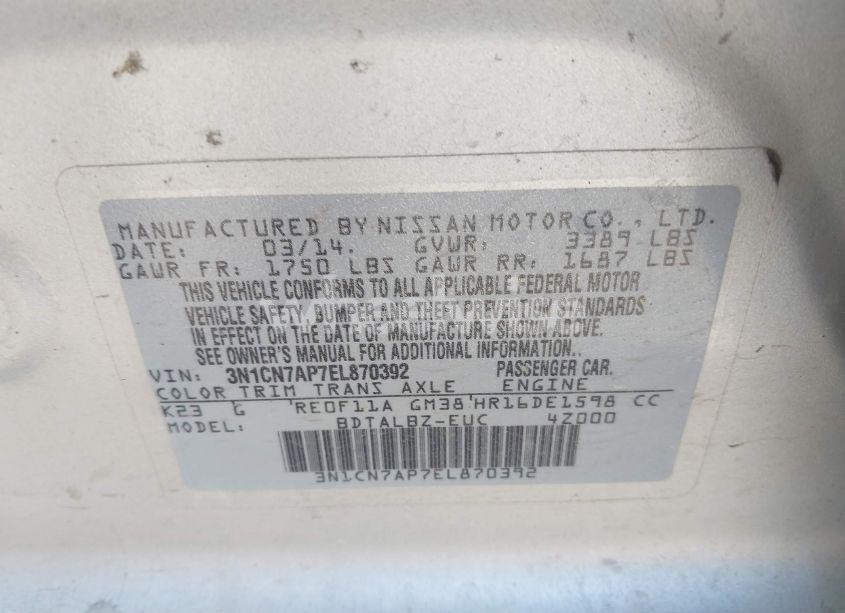 MANUFACTURED BY NISSAN MOTOR CO., LTD.
DATE: 03/14. GVWR: 3389 LBS
GAWR FR: 1750 LBS GAWR RR: 1687 LBS
THIS VEHICLE CONFORMS TO ALL APPLICABLE FEDERAL MOTOR
VEHICLE SAFETY, BUMPER AND THEFT PREVENTION STANDARDS
IN EFFECT ON THE DATE OF MANUFACTURE SHOWN ABOVE.
SEE OWNER'S MANUAL FOR ADDITIONAL INFORMATION.
VIN: 3N1CN7AP7EL870392 PASSENGER CAR.
COLOR TRIM TRANS AXLE ENGINE
K23 G RE0F11A GM38 HR16DE1598 CC
MODEL: BDTALBZ-EUC 4Z000
3N1CN7AP7EL870392